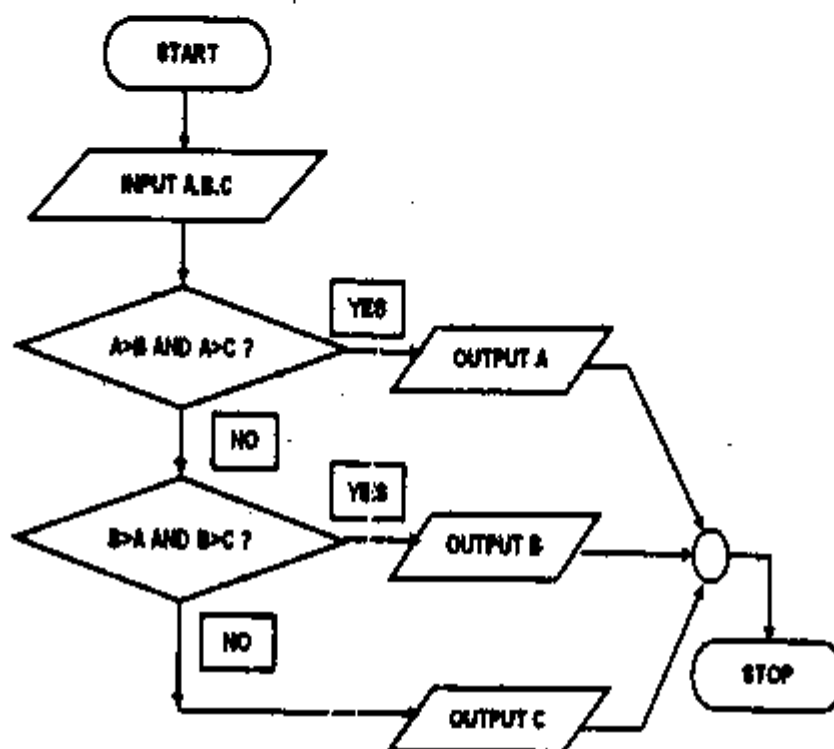 START
INPUT A,B,C
YES
A>B AND A>C ?
OUTPUT A
NO
YES
B>A AND B>C ?
OUTPUT B
NO
STOP
OUTPUT C